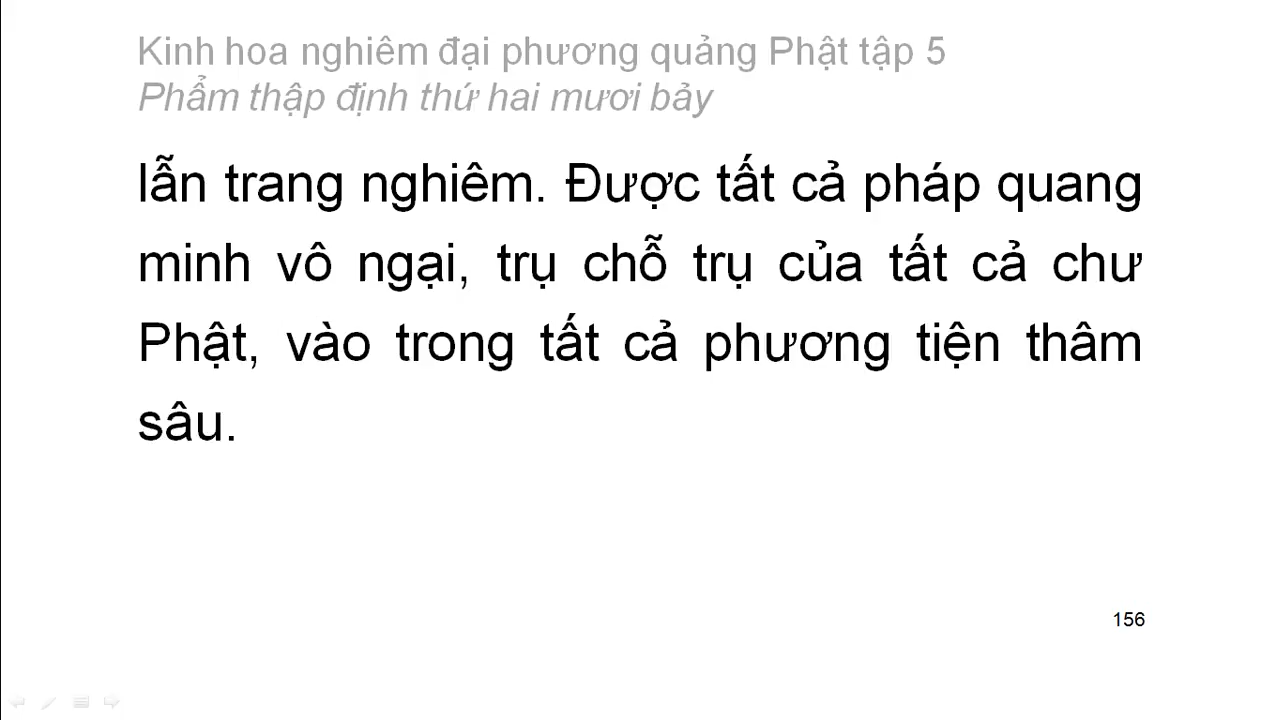 Kinh hoa nghiêm đại phương quảng Phật tập 5
Phẩm thập định thứ hai mươi bảy
lẫn trang nghiêm. Được tất cả pháp quang
minh vô ngại, trụ chỗ trụ của tất cả chư
Phật, vào trong tất cả phương tiện thâm
sâu.
156